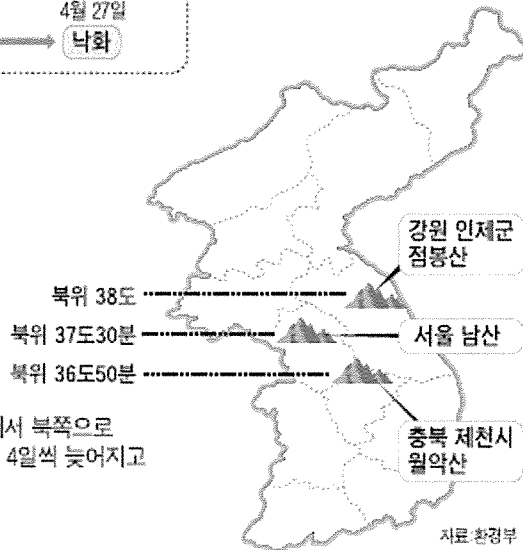 4월 27일
낙화
강원 인제군
점봉산
북위 38도
북위 37도30분
서울 남산
북위 36도50분
서 북쪽으로
4일씩 늦어지고
충북 제천시
월악산
자료:환경부